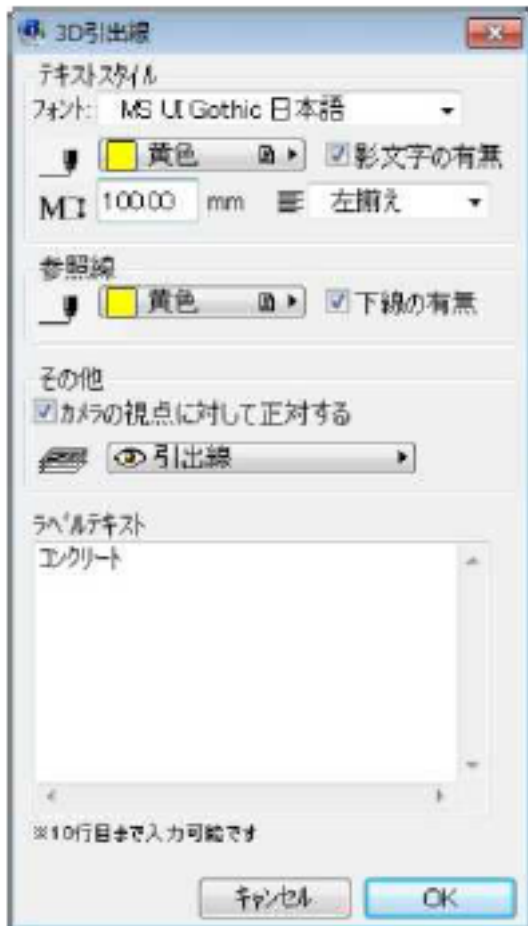 3D引出線
テキストスタイル
フォント: MS UI Gothic 日本語
黄色 影文字の有無
M 100.00 mm 左揃え
参照線
黄色 下線の有無
その他
カメラの視点に対して正対する
引出線
ラベルテキスト
コンクリート
※10行目まで入力可能です
キャンセル OK